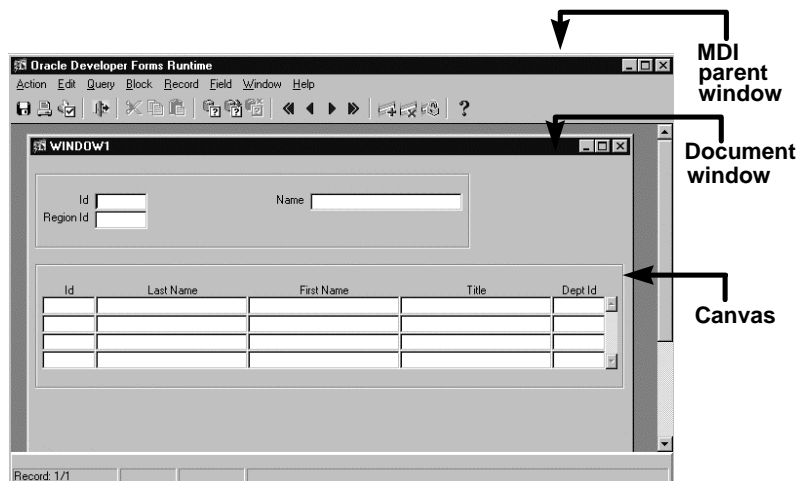 Oracle Developer Forms Runtime
Action Edit Query Block Record Field Window Help
?
WINDOW1
Id
Name
Region Id
Id Last Name First Name Title Dept Id
Record: 1/1
MDI
parent
window
Document
window
Canvas